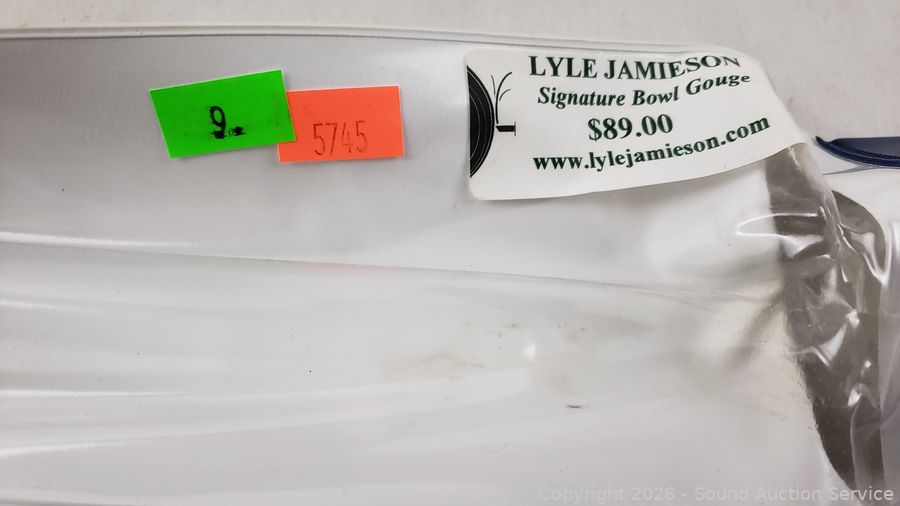 9.
5745
LYLE JAMIESON
Signature Bowl Gouge
$89.00
www.lylejamieson.com
Copyright 2026 - Sound Auction Service